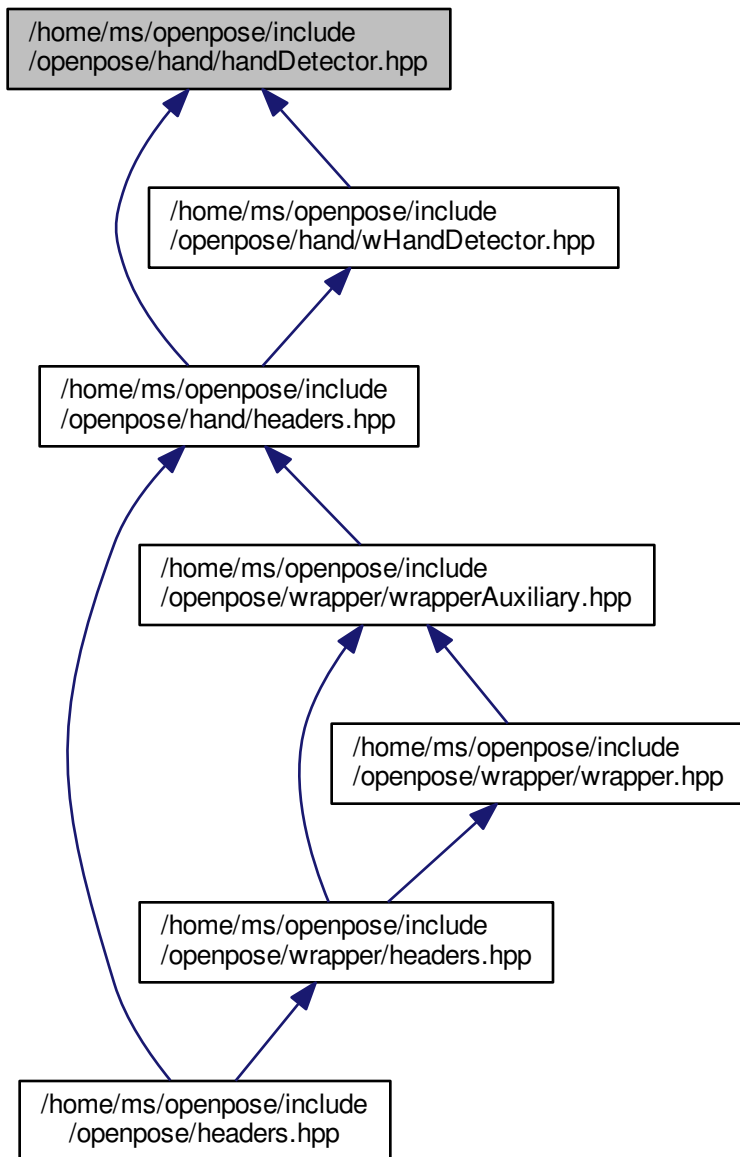 /home/ms/openpose/include
/openpose/hand/handDetector.hpp
/home/ms/openpose/include
/openpose/hand/wHandDetector.hpp
/home/ms/openpose/include
/openpose/hand/headers.hpp
/home/ms/openpose/include
/openpose/wrapper/wrapperAuxiliary.hpp
/home/ms/openpose/include
/openpose/wrapper/wrapper.hpp
/home/ms/openpose/include
/openpose/wrapper/headers.hpp
/home/ms/openpose/include
/openpose/headers.hpp